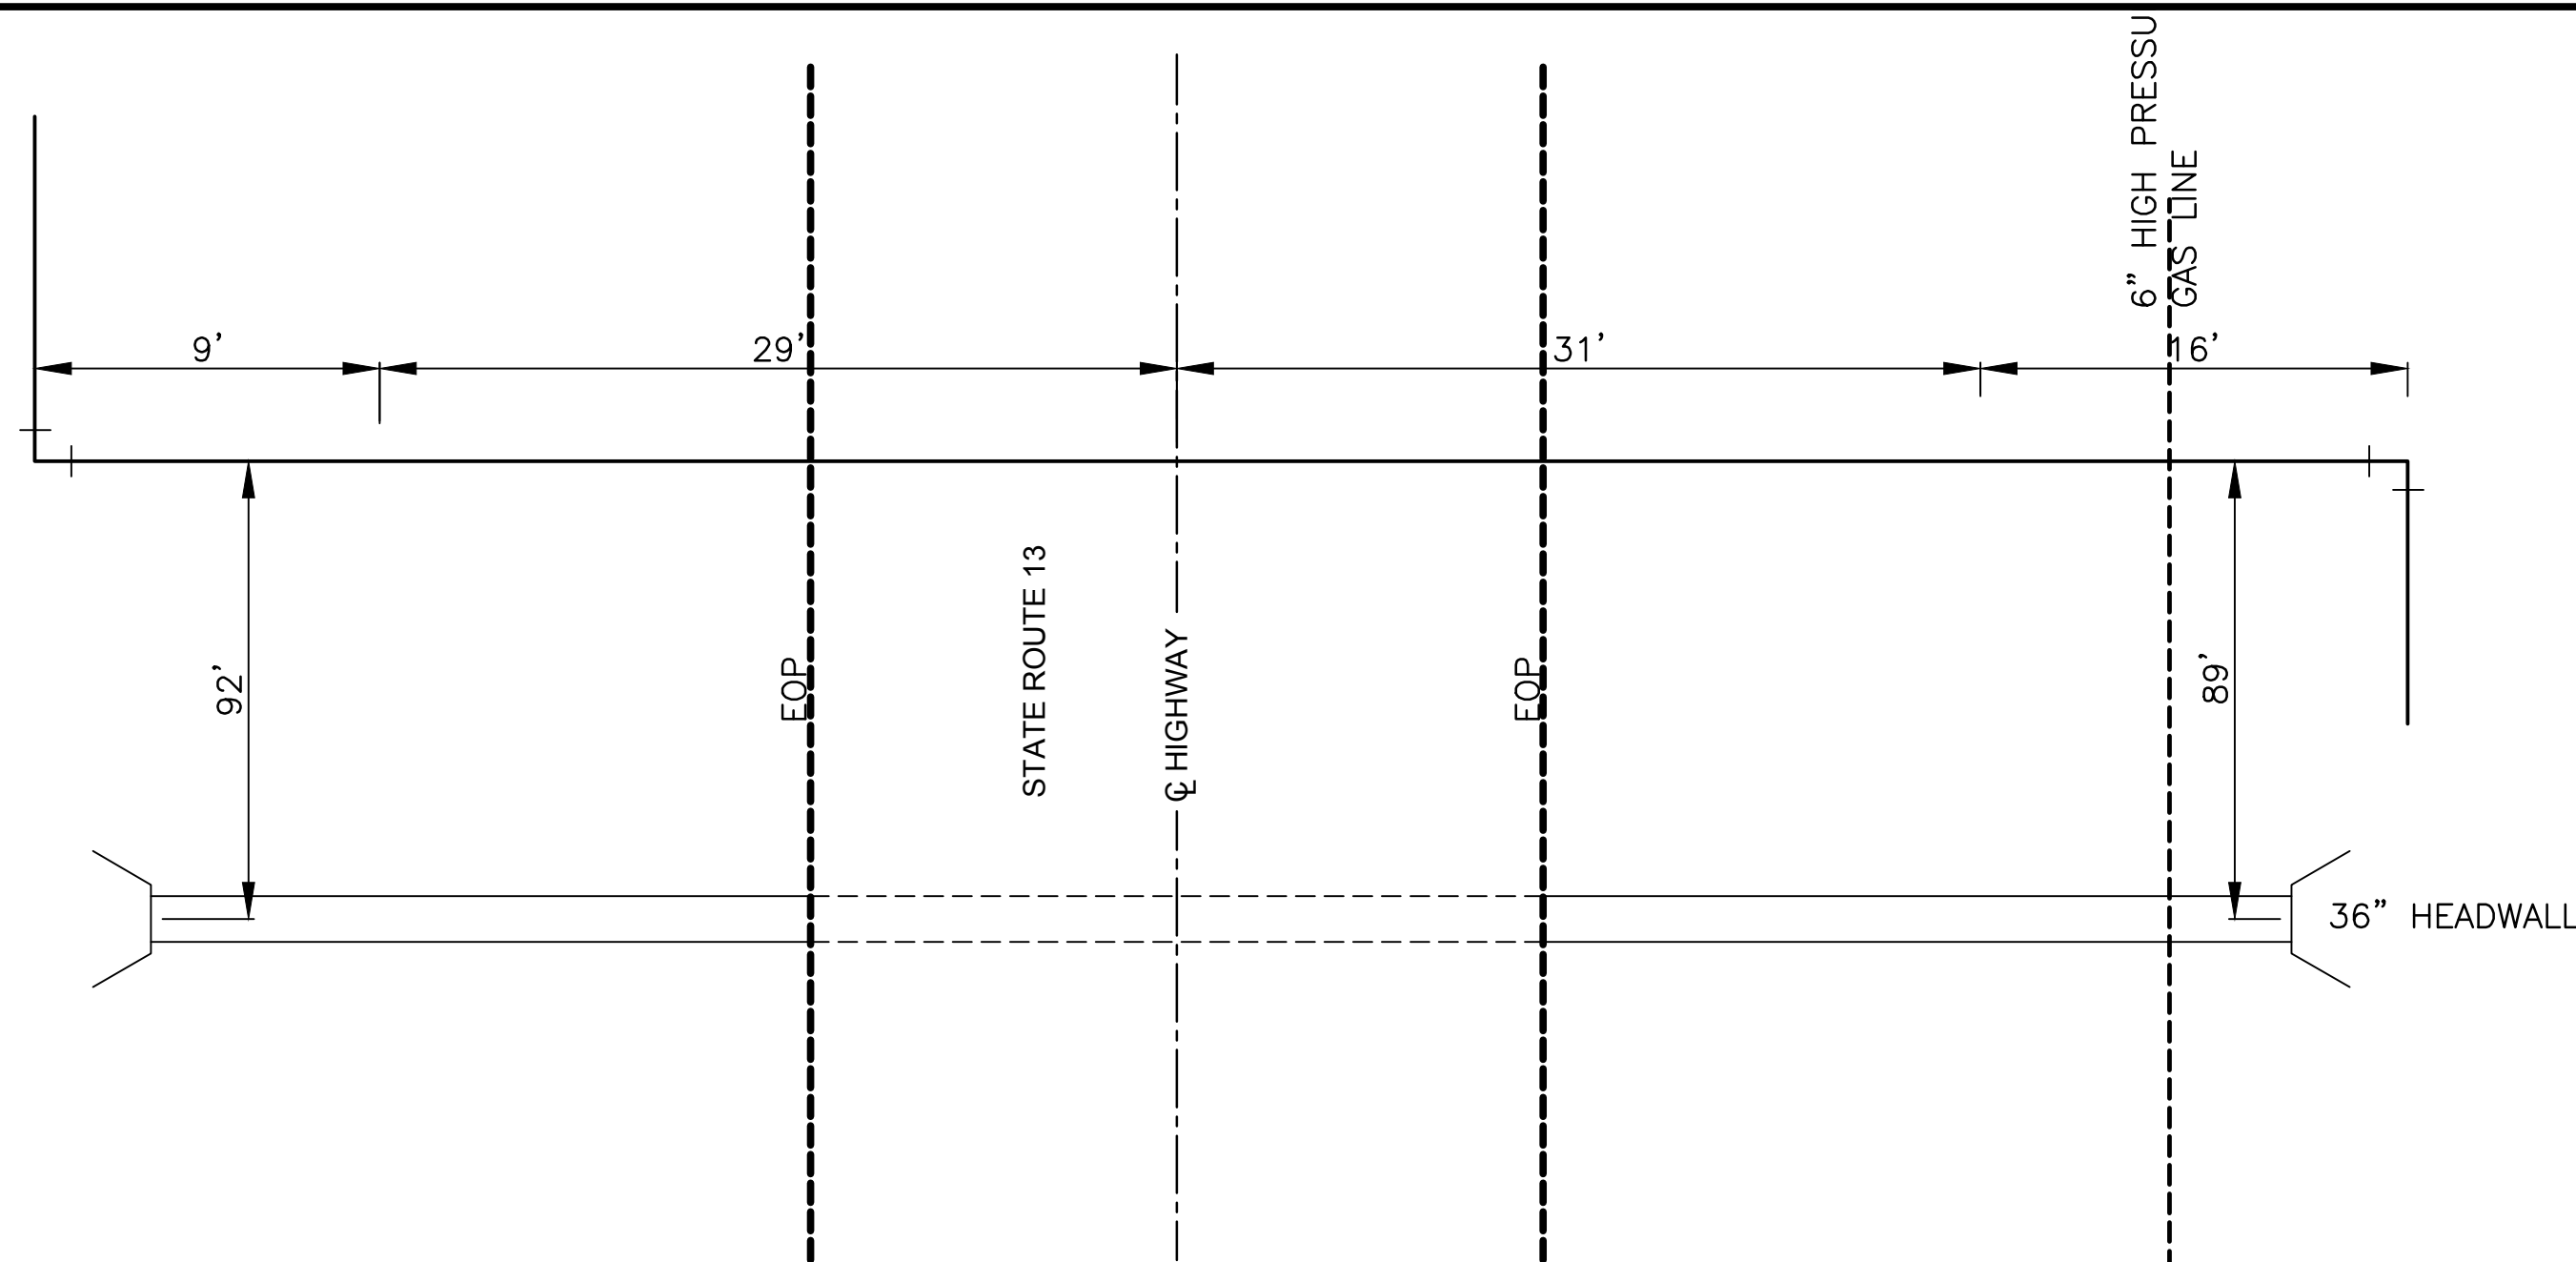 6” HIGH PRESSU
GAS LINE
9’
29’
31’
16’
92’
EOP
STATE ROUTE 13
℄ HIGHWAY
EOP
89’
36” HEADWALL